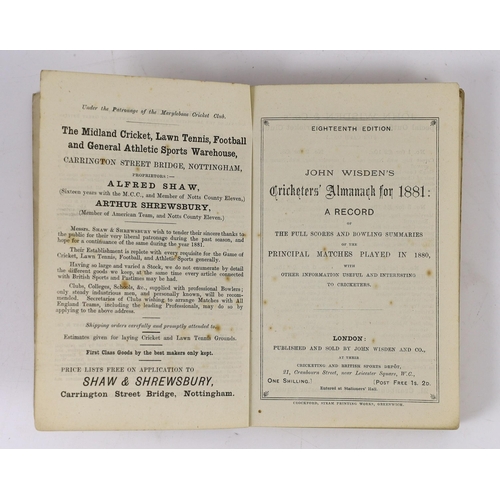 Under the Patronage of the Marylebone Cricket Club.
The Midland Cricket, Lawn Tennis, Football
and General Athletic Sports Warehouse,
CARRINGTON STREET BRIDGE, NOTTINGHAM,
PROPRIETORS:—
ALFRED SHAW,
(Sixteen years with the M.C.C., and Member of Notts County Eleven.)
ARTHUR SHREWSBURY,
(Member of American Team, and Notts County Eleven.)
MESSRS. SHAW & SHREWSBURY wish to tender their sincere thanks to
the public for their very liberal patronage during the past season, and
hope for a continuance of the same during the year 1881.
Their Establishment is replete with every requisite for the Game of
Cricket, Lawn Tennis, Football, and Athletic Sports generally.
Having so large and varied a Stock, we do not enumerate by detail
the different goods we keep, at the same time every article connected
with British Sports and Pastimes may be had.
Clubs, Colleges, Schools, &c., supplied with professional Bowlers;
only steady industrious men, and personally known, will be recom-
mended. Secretaries of Clubs wishing to arrange Matches with All
England Teams, including the leading Professionals, may do so by
applying to the above address.
Shipping orders carefully and promptly attended to.
Estimates given for laying Cricket and Lawn Tennis Grounds.
First Class Goods by the best makers only kept.
PRICE LISTS FREE ON APPLICATION TO
SHAW & SHREWSBURY,
Carrington Street Bridge, Nottingham.
EIGHTEENTH EDITION.
JOHN WISDEN'S
Cricketers' Almanack for 1881:
A RECORD
OF
THE FULL SCORES AND BOWLING SUMMARIES
OF THE
PRINCIPAL MATCHES PLAYED IN 1880,
WITH
OTHER INFORMATION USEFUL AND INTERESTING
TO CRICKETERS.
LONDON:
PUBLISHED AND SOLD BY JOHN WISDEN AND CO.,
AT THEIR
CRICKETING AND BRITISH SPORTS DEPÔT,
21, Cranbourn Street, near Leicester Square, W.C.,
ONE SHILLING.] [POST FREE 1S. 2D.
Entered at Stationers' Hall.
CRICHFORD, STEAM PRINTING WORKS, GREENWICH.